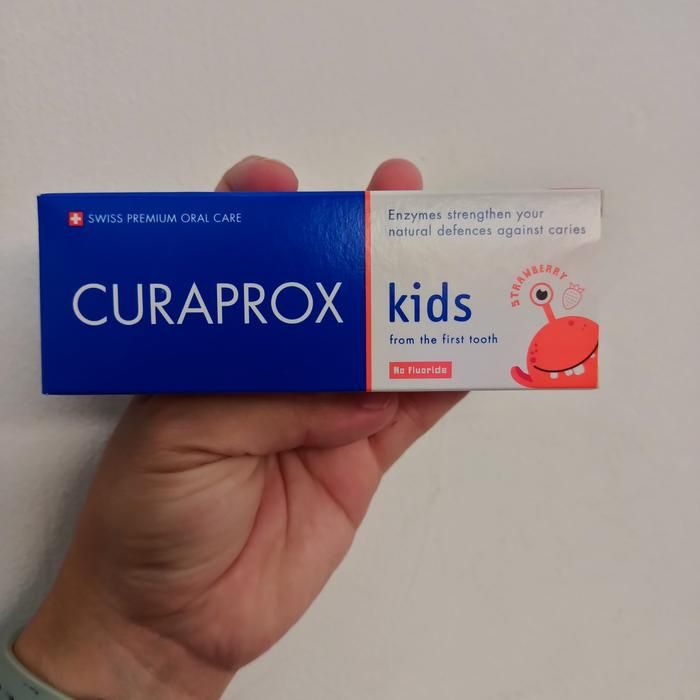 SWISS PREMIUM ORAL CARE
CURAPROX
Enzymes strengthen your
natural defences against caries
STRAWBERRY
kids
from the first tooth
No fluoride